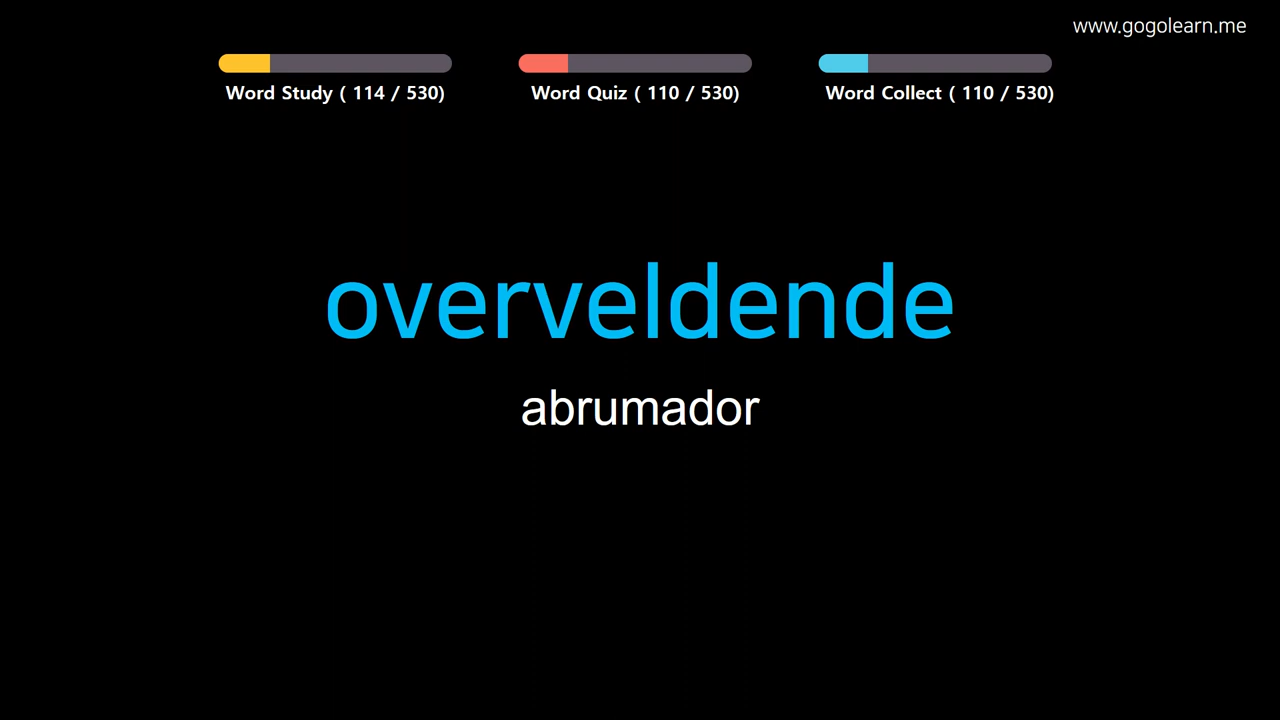 www.gogolearn.me
Word Study ( 114 / 530)
Word Quiz ( 110 / 530)
Word Collect ( 110 / 530)
overveldende
abrumador